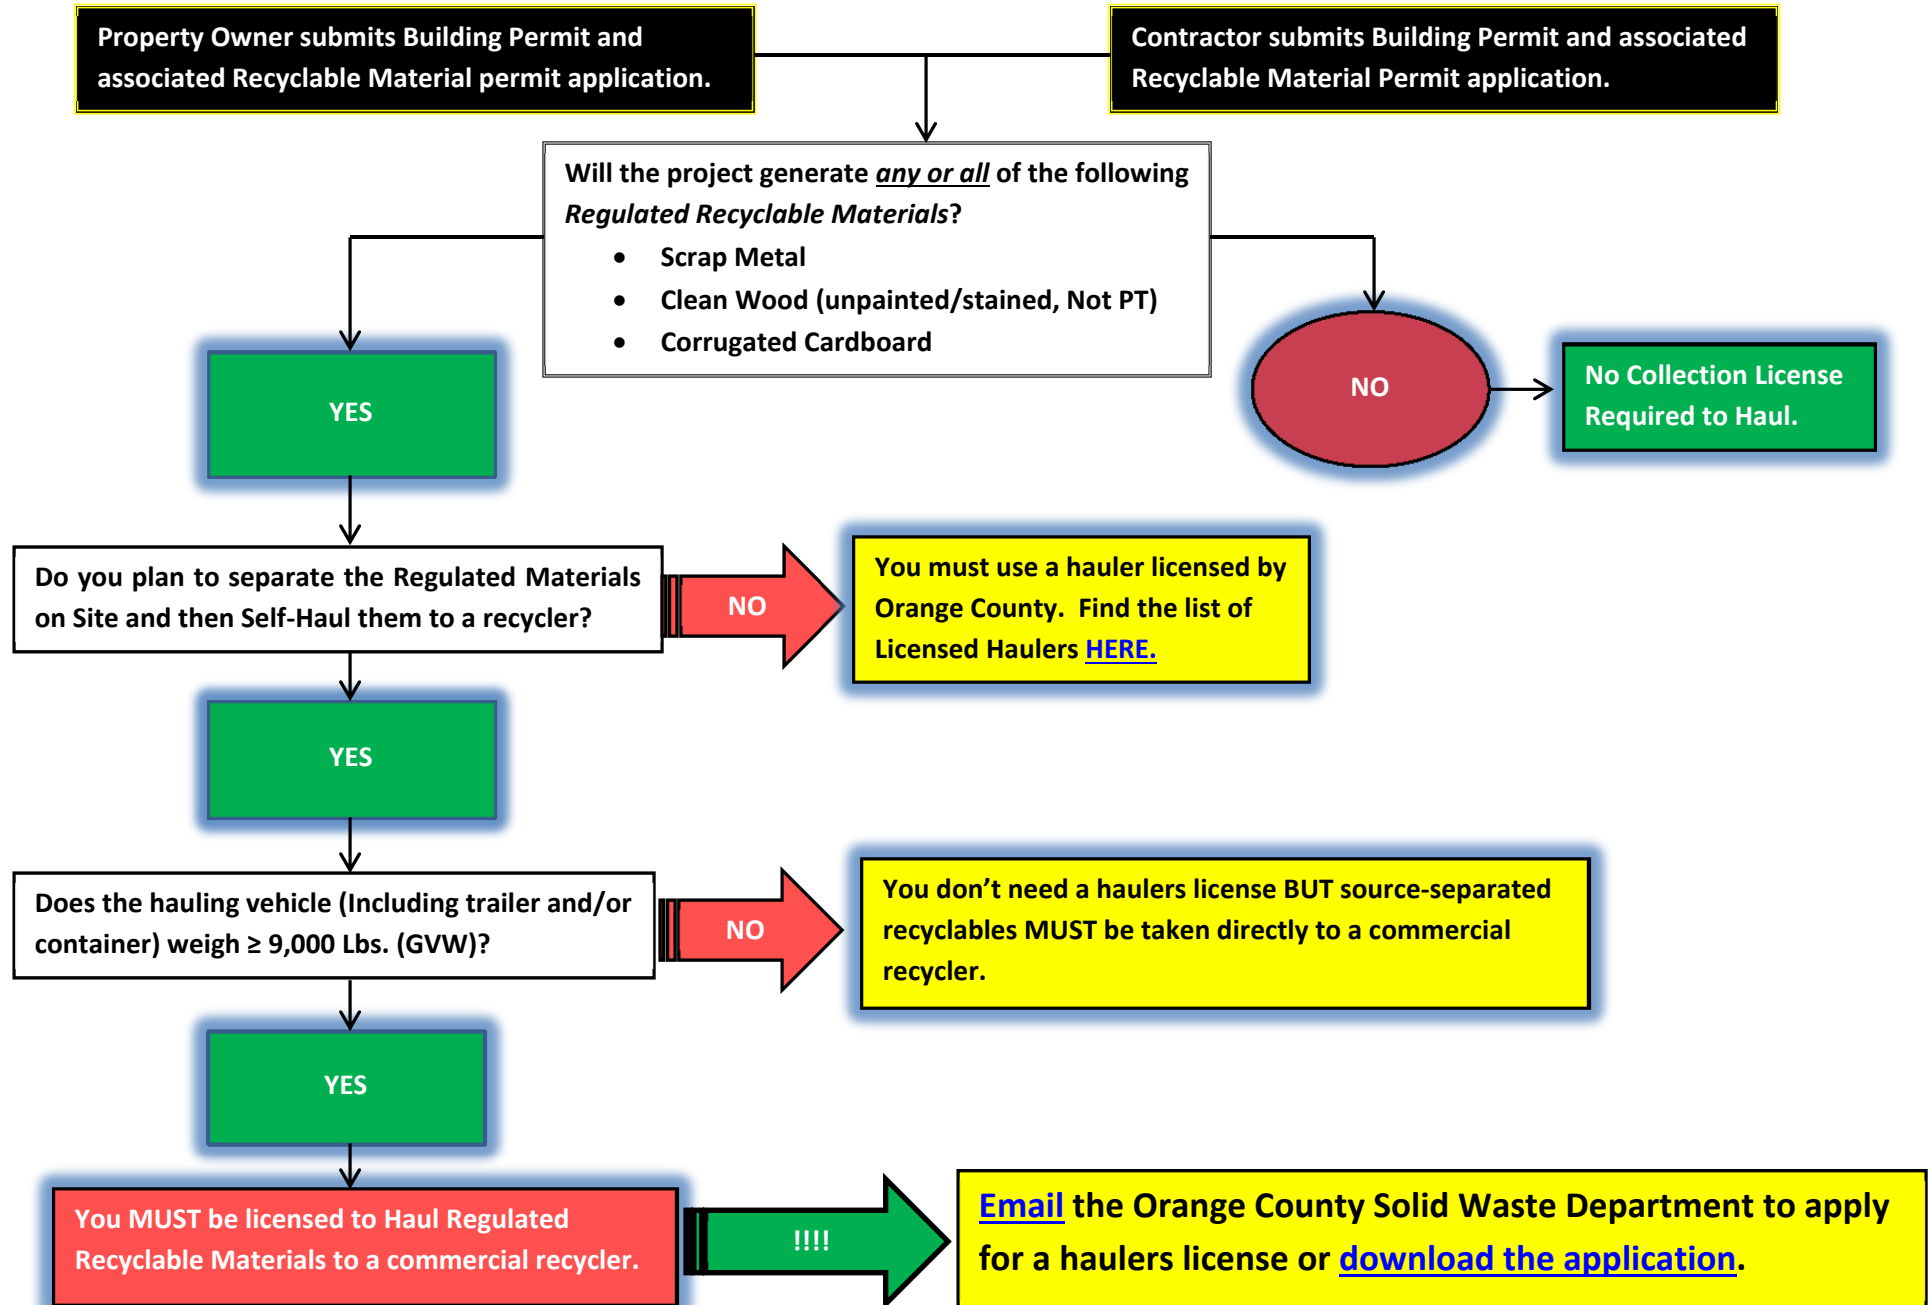 Property Owner submits Building Permit and
associated Recyclable Material permit application.
Contractor submits Building Permit and associated
Recyclable Material Permit application.
Will the project generate any or all of the following
Regulated Recyclable Materials?
• Scrap Metal
• Clean Wood (unpainted/stained, Not PT)
• Corrugated Cardboard
YES
NO
No Collection License
Required to Haul.
Do you plan to separate the Regulated Materials
on Site and then Self-Haul them to a recycler?
NO
You must use a hauler licensed by
Orange County. Find the list of
Licensed Haulers HERE.
YES
Does the hauling vehicle (Including trailer and/or
container) weigh ≥ 9,000 Lbs. (GVW)?
NO
You don’t need a haulers license BUT source-separated
recyclables MUST be taken directly to a commercial
recycler.
YES
You MUST be licensed to Haul Regulated
Recyclable Materials to a commercial recycler.
!!!!
Email the Orange County Solid Waste Department to apply
for a haulers license or download the application.